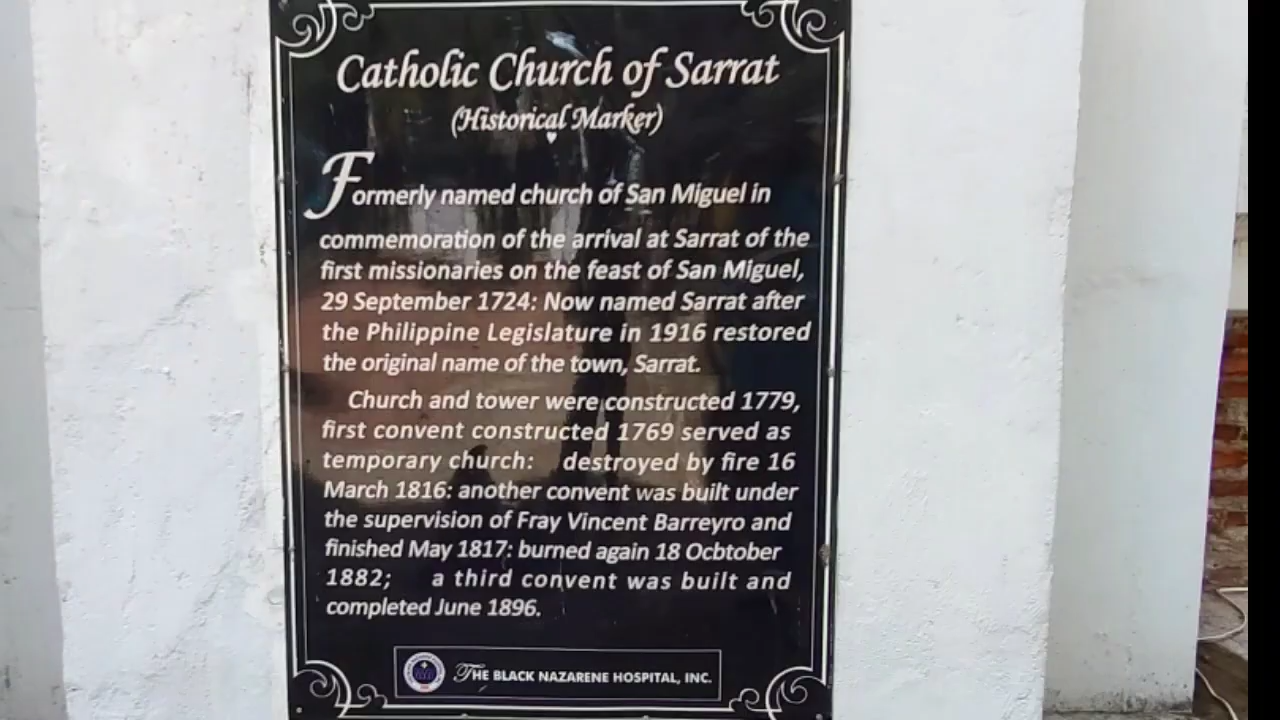 Catholic Church of Sarrat
(Historical Marker)
Formerly named church of San Miguel in
commemoration of the arrival at Sarrat of the
first missionaries on the feast of San Miguel,
29 September 1724: Now named Sarrat after
the Philippine Legislature in 1916 restored
the original name of the town, Sarrat.
Church and tower were constructed 1779,
first convent constructed 1769 served as
temporary church: destroyed by fire 16
March 1816: another convent was built under
the supervision of Fray Vincent Barreyro and
finished May 1817: burned again 18 Ocbtober
1882; a third convent was built and
completed June 1896.
THE BLACK NAZARENE HOSPITAL, INC.